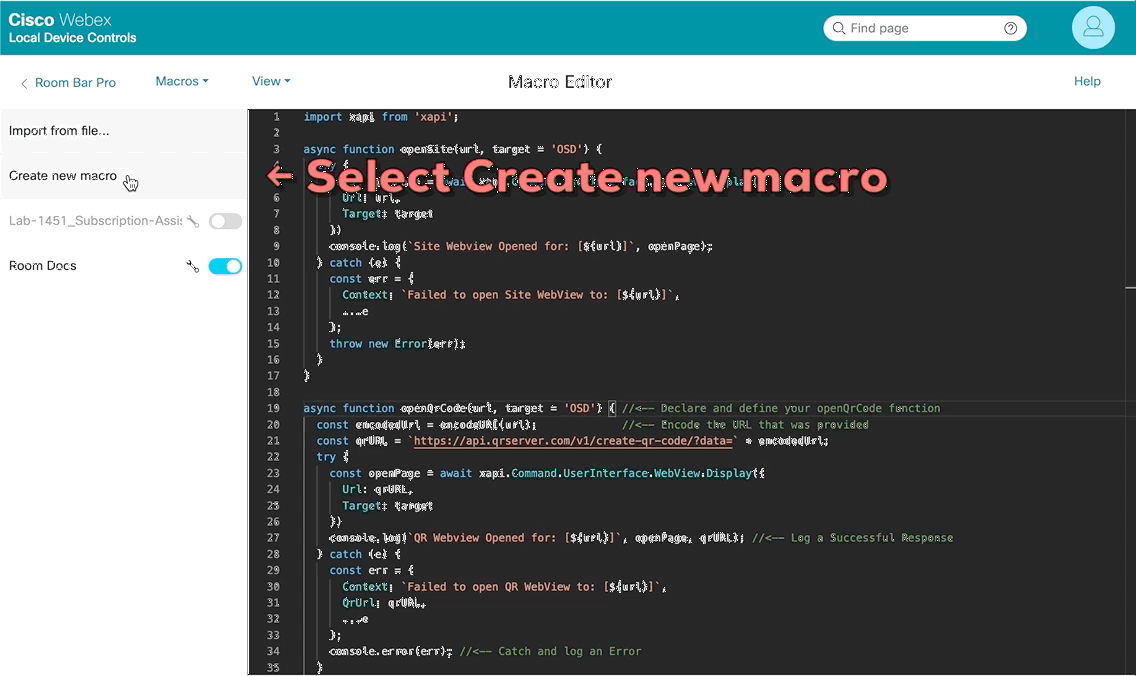 Cisco Webex
Local Device Controls
Find page
Room Bar Pro
Macros
View
Macro Editor
Help
Import from file...
Create new macro
Lab-1451_Subscription-Assis
Room Docs
← Select Create new macro
1 import xapi from 'xapi';
2
3 async function openSite(url, target = 'OSD') {
6 Url: url,
7 Target: target
8 })
9 console.log(`Site Webview Opened for: [${url}]`, openPage);
10 } catch (e) {
11 const err = {
12 Context: `Failed to open Site WebView to: [${url}]`,
13 ...e
14 };
15 throw new Error(err);
16 }
17 }
18
19 async function openQrCode(url, target = 'OSD') { //<-- Declare and define your openQrCode function
20 const encodedUrl = encodeURI(url); //<-- Encode the URL that was provided
21 const qrURL = `https://api.qrserver.com/v1/create-qr-code/?data=` + encodedUrl;
22 try {
23 const openPage = await xapi.Command.UserInterface.WebView.Display({
24 Url: qrURL,
25 Target: target
26 })
27 console.log(`QR Webview Opened for: [${url}]`, openPage, qrURL); //<-- Log a Successful Response
28 } catch (e) {
29 const err = {
30 Context: `Failed to open QR WebView to: [${url}]`,
31 QrUrl: qrURL,
32 ...e
33 };
34 console.error(err); //<-- Catch and log an Error
35 }